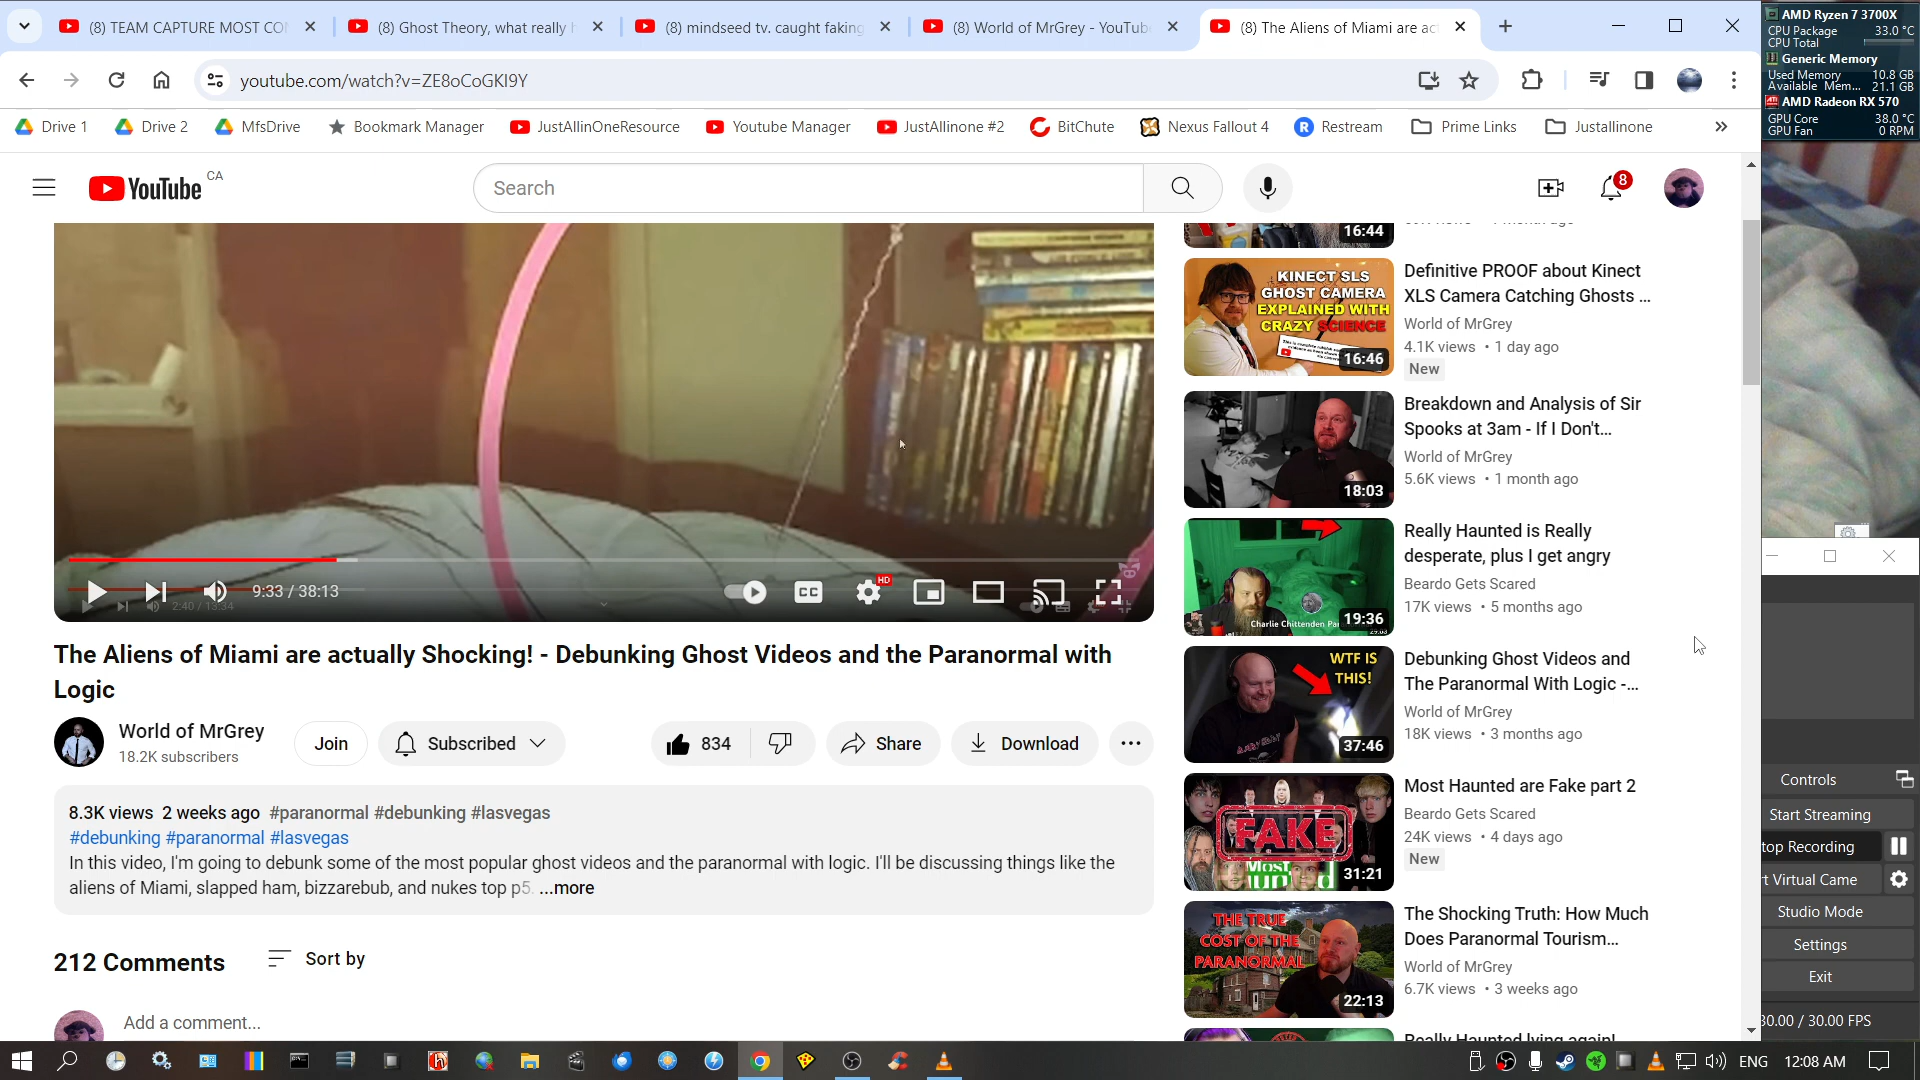 (8) TEAM CAPTURE MOST CO
(8) Ghost Theory, what really h
(8) mindseed tv. caught faking
(8) World of MrGrey - YouTube
(8) The Aliens of Miami are ac
youtube.com/watch?v=ZE8oCoGKI9Y
Drive 1
Drive 2
MfsDrive
Bookmark Manager
JustAllinOneResource
Youtube Manager
JustAllinone #2
BitChute
Nexus Fallout 4
Restream
Prime Links
Justallinone
AMD Ryzen 7 3700X
CPU Package 33.0 °C
CPU Total
Generic Memory
Used Memory 10.8 GB
Available Mem... 21.1 GB
AMD Radeon RX 570
GPU Core 38.0 °C
GPU Fan 0 RPM
YouTube CA
Search
8
9:33 / 38:13
2:40 / 13:34
CC
HD
The Aliens of Miami are actually Shocking! - Debunking Ghost Videos and the Paranormal with
Logic
World of MrGrey
18.2K subscribers
Join
Subscribed
834
Share
Download
8.3K views 2 weeks ago #paranormal #debunking #lasvegas
#debunking #paranormal #lasvegas
In this video, I'm going to debunk some of the most popular ghost videos and the paranormal with logic. I'll be discussing things like the
aliens of Miami, slapped ham, bizzarebub, and nukes top p5. ...more
212 Comments
Sort by
Add a comment...
16:44
KINECT SLS
GHOST CAMERA
EXPLAINED WITH
CRAZY SCIENCE
16:46
Definitive PROOF about Kinect
XLS Camera Catching Ghosts ...
World of MrGrey
4.1K views • 1 day ago
New
18:03
Breakdown and Analysis of Sir
Spooks at 3am - If I Don't...
World of MrGrey
5.6K views • 1 month ago
Charlie Chittenden Pa
19:36
Really Haunted is Really
desperate, plus I get angry
Beardo Gets Scared
17K views • 5 months ago
WTF IS
THIS!
37:46
Debunking Ghost Videos and
The Paranormal With Logic -...
World of MrGrey
18K views • 3 months ago
FAKE
Most
31:21
Most Haunted are Fake part 2
Beardo Gets Scared
24K views • 4 days ago
New
THE TRUE
COST OF THE
PARANORMAL
22:13
The Shocking Truth: How Much
Does Paranormal Tourism...
World of MrGrey
6.7K views • 3 weeks ago
Really Haunted lying again!
Controls
Start Streaming
top Recording
rt Virtual Came
Studio Mode
Settings
Exit
30.00 / 30.00 FPS
ENG
12:08 AM